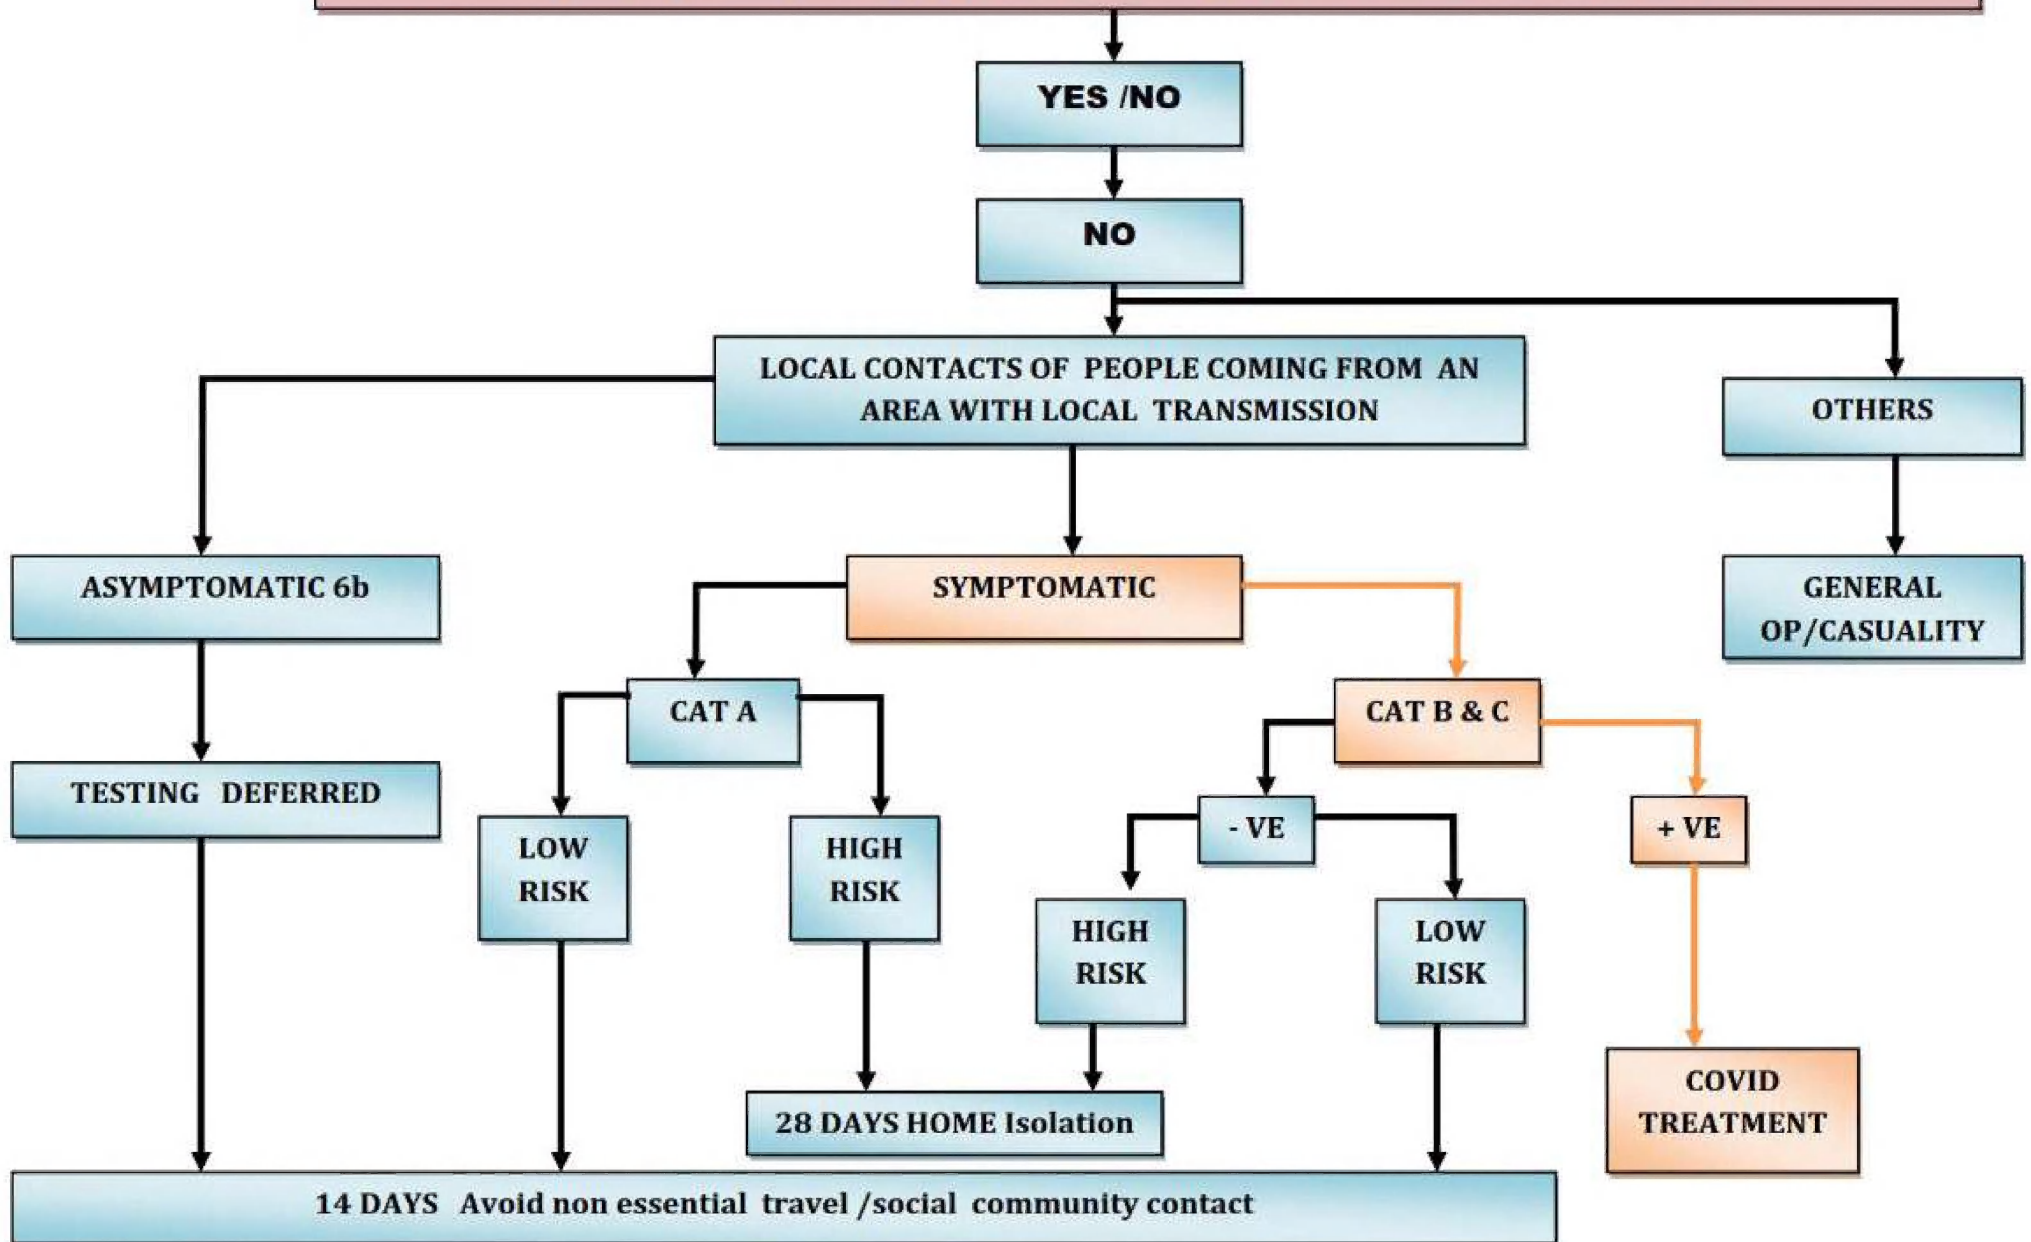 YES /NO
NO
LOCAL CONTACTS OF PEOPLE COMING FROM AN
AREA WITH LOCAL TRANSMISSION
OTHERS
ASYMPTOMATIC 6b
SYMPTOMATIC
GENERAL
OP/CASUALITY
CAT A
CAT B & C
TESTING DEFERRED
LOW
RISK
HIGH
RISK
- VE
+ VE
HIGH
RISK
LOW
RISK
28 DAYS HOME Isolation
COVID
TREATMENT
14 DAYS Avoid non essential travel /social community contact